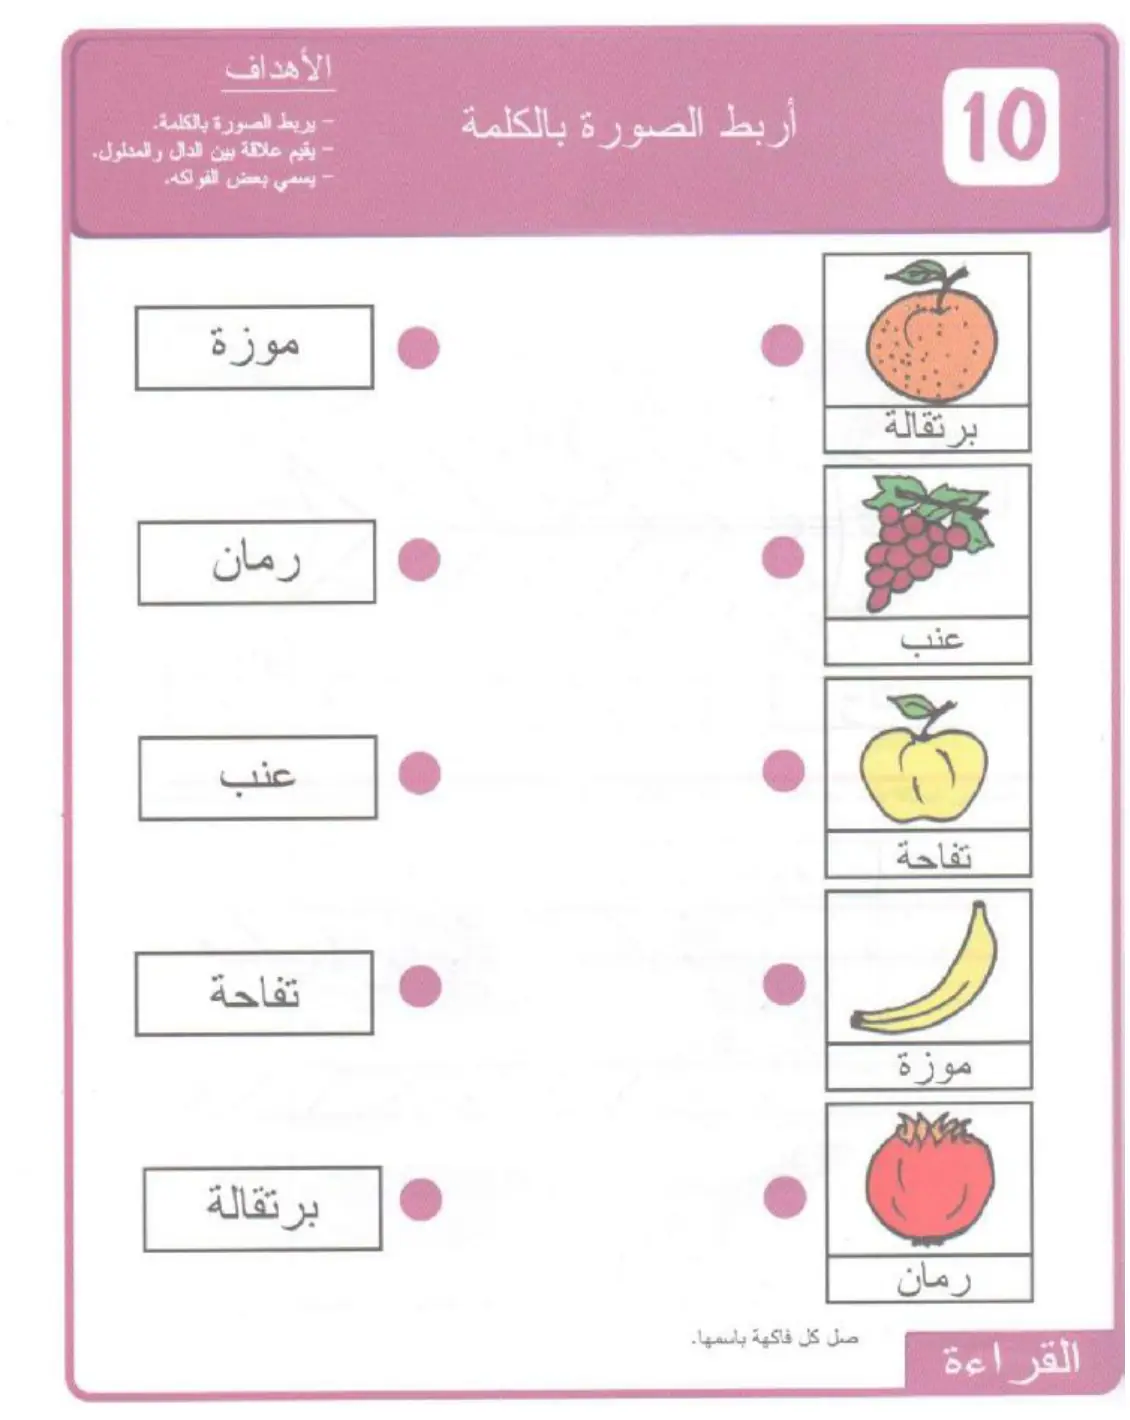 10
أربط الصورة بالكلمة
الأهداف
- يربط الصورة بالكلمة.
- يقيم علاقة بين الدال والمدلول.
- يسمي بعض الفواكه.
برتقالة
موزة
عنب
رمان
تفاحة
عنب
موزة
تفاحة
رمان
برتقالة
صل كل فاكهة باسمها.
القراءة